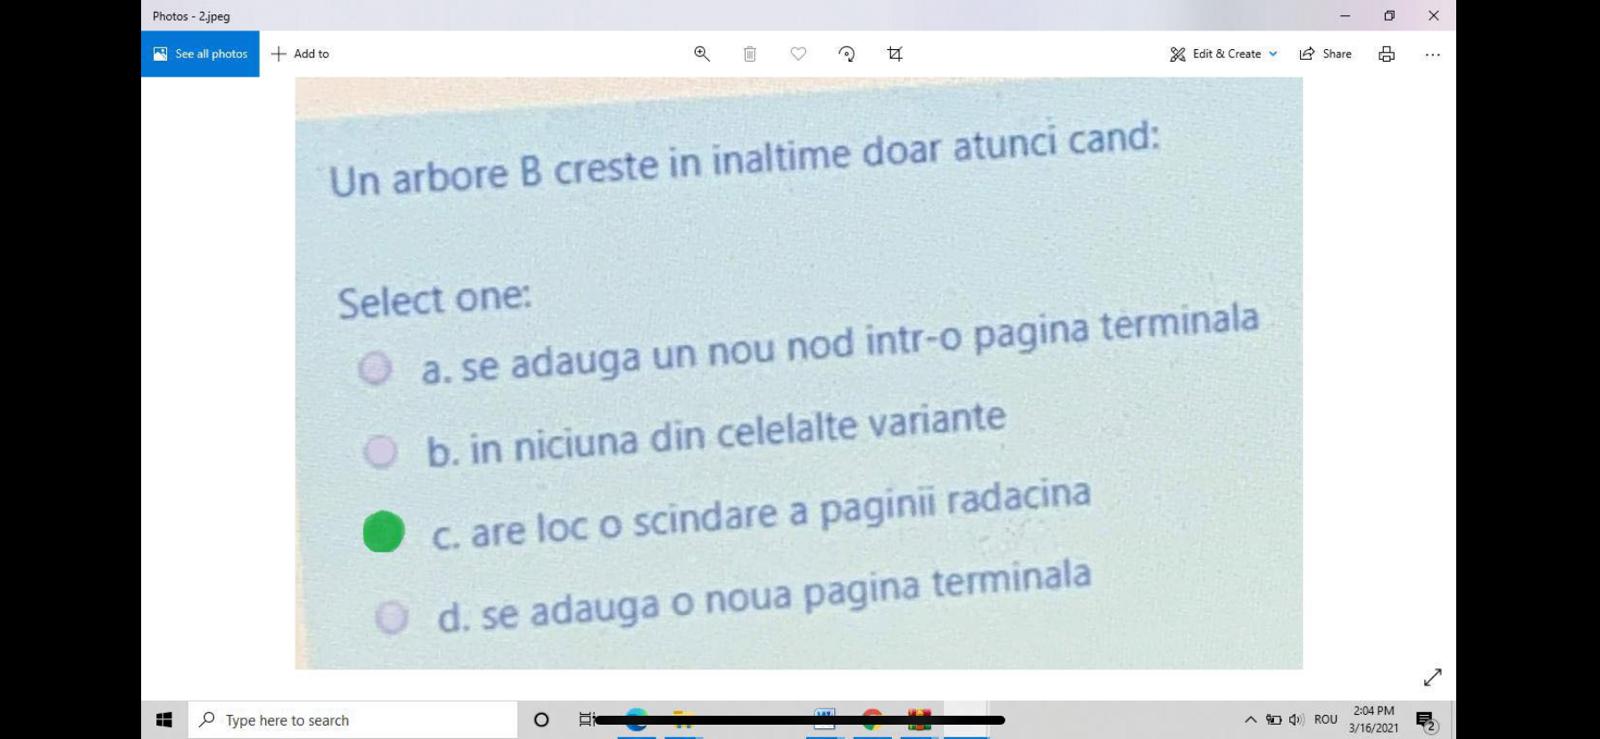 Photos - 2.jpeg
See all photos
Add to
Edit & Create
Share
Un arbore B creste in inaltime doar atunci cand:
Select one:
a. se adauga un nou nod intr-o pagina terminala
b. in niciuna din celelalte variante
c. are loc o scindare a paginii radacina
d. se adauga o noua pagina terminala
Type here to search
ROU
2:04 PM
3/16/2021
2